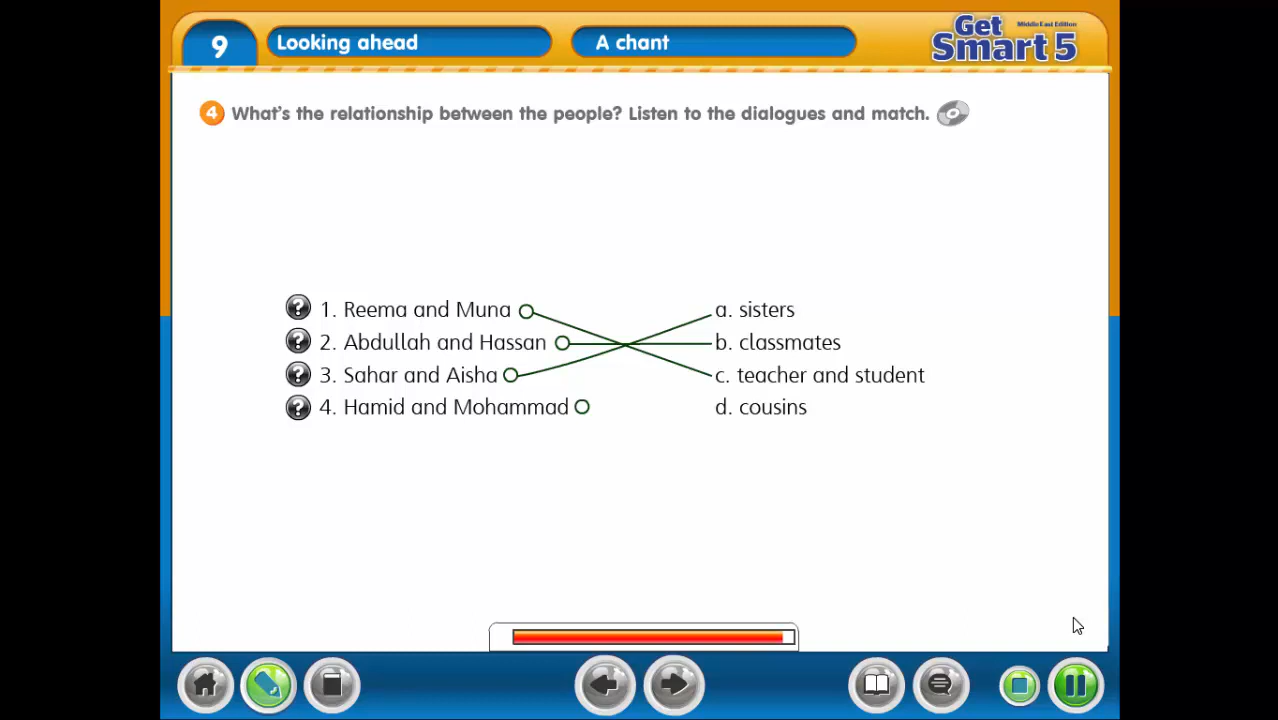 9
Looking ahead
A chant
Middle East Edition
Get
Smart 5
4 What's the relationship between the people? Listen to the dialogues and match.
? 1. Reema and Muna
a. sisters
? 2. Abdullah and Hassan
b. classmates
? 3. Sahar and Aisha
c. teacher and student
? 4. Hamid and Mohammad
d. cousins